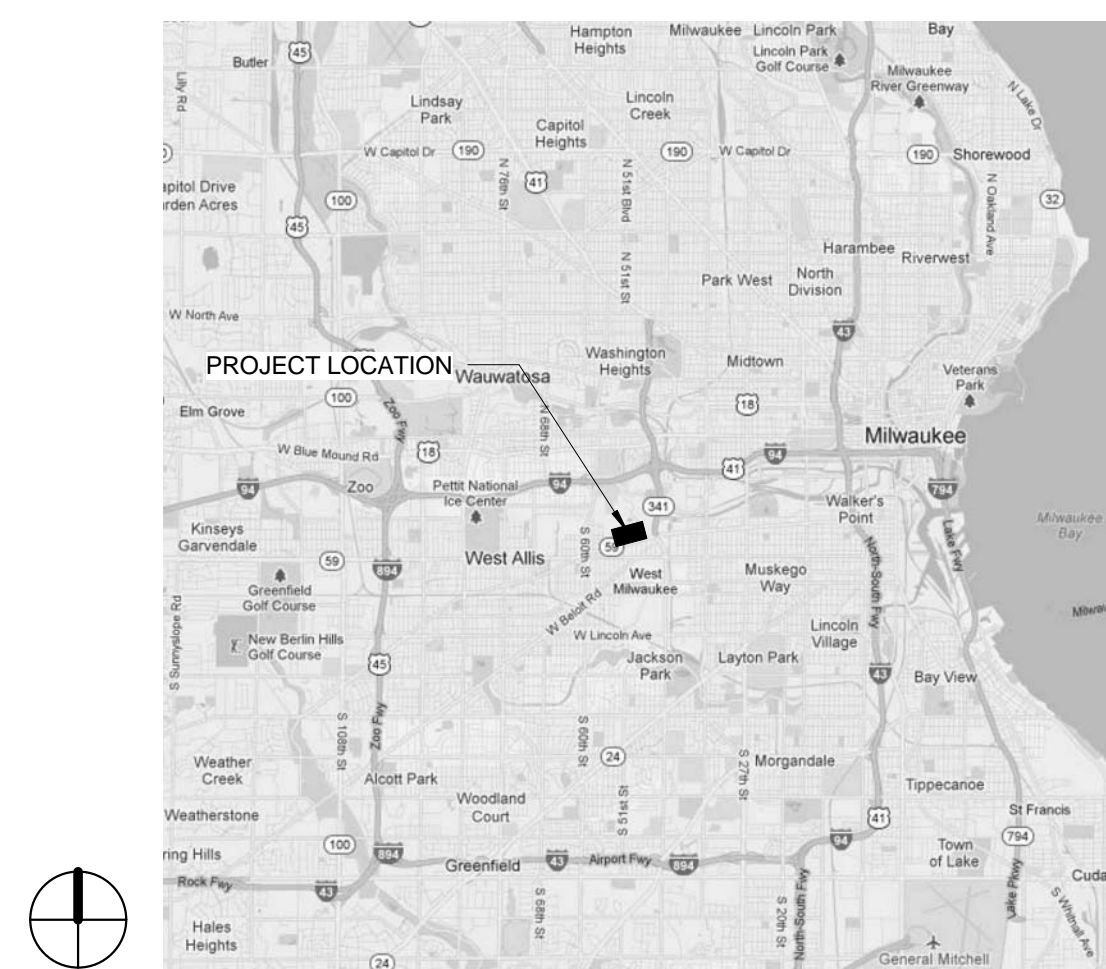 Hampton
Heights
Milwaukee
Lincoln Park
Bay
Lincoln Park
Golf Course
45
Butler
Milwaukee
River Greenway
Lilly Rd
N Lake Dr
Lindsay
Park
Lincoln
Creek
Capitol
Heights
W Capitol Dr
190
190
W Capitol Dr
190
Shorewood
N 76th St
41
N 51st Blvd
N Oakland Ave
apitol Drive
arden Acres
100
32
45
Harambee
Riverwest
N 51st St
Park West
North
Division
W North Ave
43
PROJECT LOCATION
Wauwatosa
Washington
Heights
Midtown
Veterans
Park
100
Elm Grove
Zoo Fwy
N 68th St
18
Milwaukee
W Blue Mound Rd
18
94
41
94
Zoo
Pettit National
Ice Center
94
794
341
Walker's
Point
Kinseys
Garvendale
Milwaukee
Bay
S 60th St
59
Lake Fwy
59
West Allis
894
West
Milwaukee
Muskego
Way
North-South Fwy
Greenfield
Golf Course
W Beloit Rd
S Sunnyslope Rd
Milwau
New Berlin Hills
Golf Course
W Lincoln Ave
Lincoln
Village
45
Jackson
Park
Layton Park
43
Bay View
S 108th St
Zoo Fwy
S 60th St
24
S 27th St
Morgandale
Weather
Creek
Alcott Park
Tippecanoe
Woodland
Court
S 51st St
Weatherstone
41
St Francis
100
94
794
ring Hills
894
Greenfield
43
Airport Fwy
894
Town
of Lake
Rock Fwy
43
Cuda
S 68th St
S 20th St
North-South Fwy
Lake Pkwy
S Whitnall Ave
Hales
Heights
24
General Mitchell